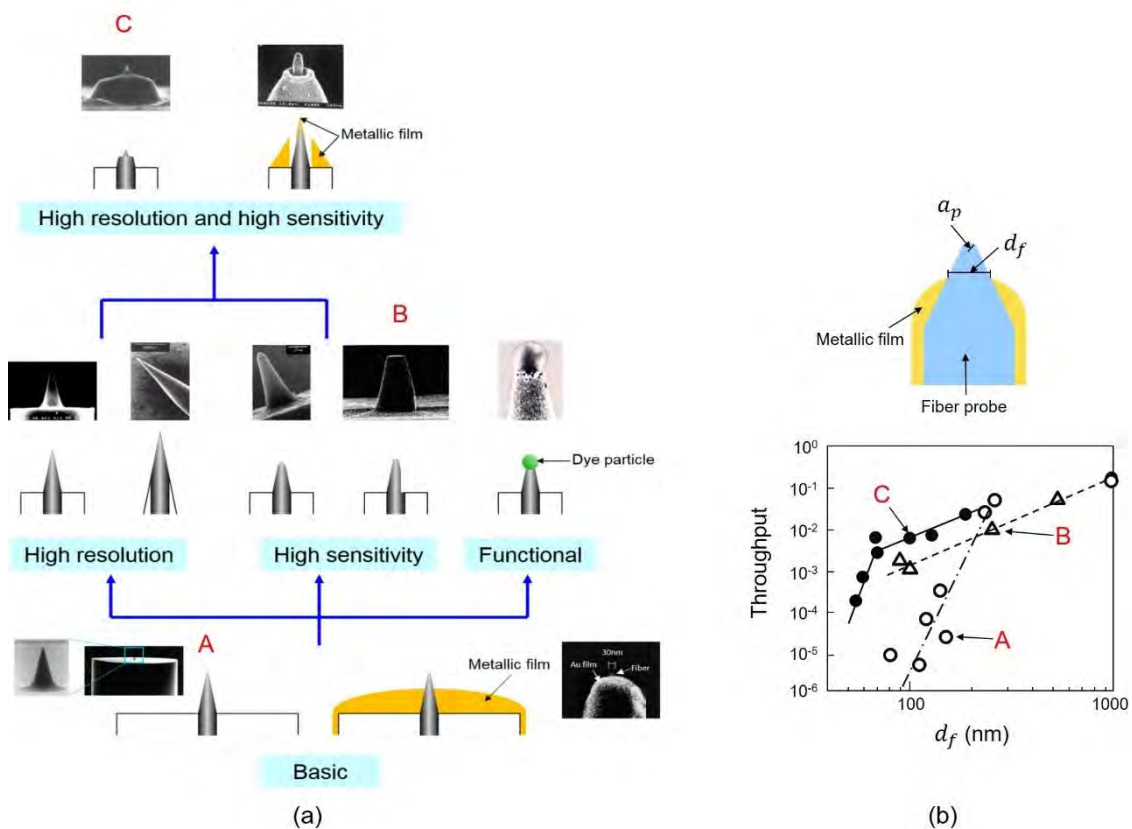 C
Metallic film
High resolution and high sensitivity
B
Dye particle
High resolution
High sensitivity
Functional
A
Metallic film
30nm
Au film
Fiber
Basic
(a)
a_p
d_f
Metallic film
Fiber probe
Throughput
10^0
10^-1
10^-2
10^-3
10^-4
10^-5
10^-6
C
B
A
100
1000
d_f (nm)
(b)